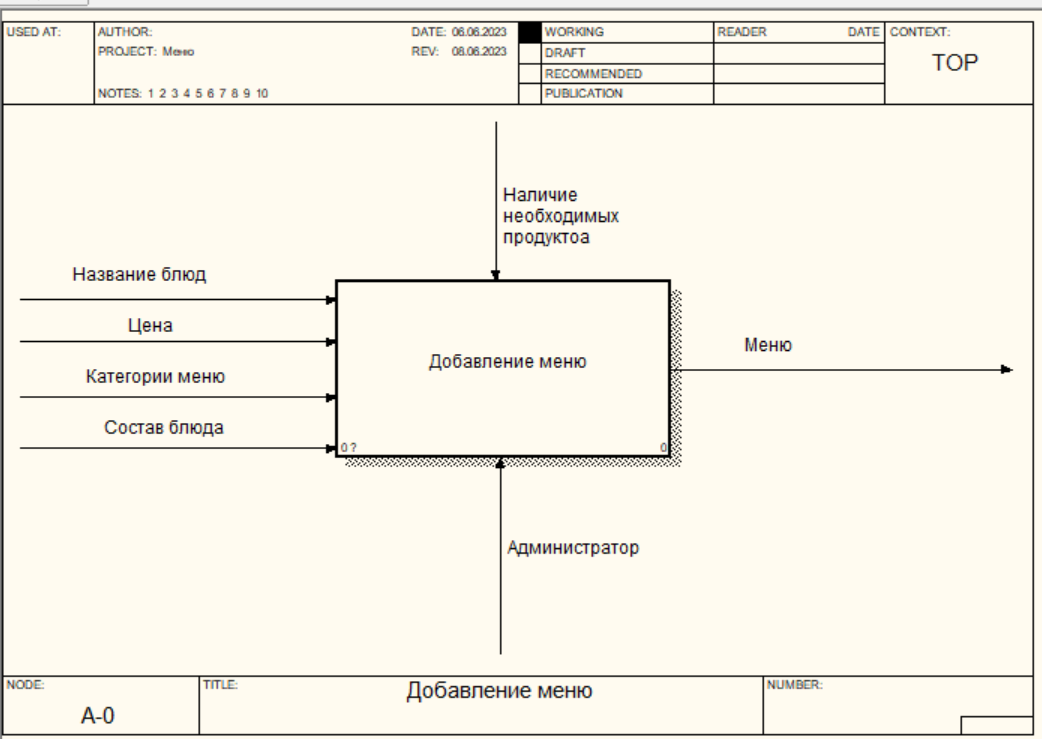 USED AT:
AUTHOR:
DATE: 06.06.2023
WORKING
READER
DATE
CONTEXT:
PROJECT: Меню
REV: 08.06.2023
DRAFT
TOP
RECOMMENDED
NOTES: 1 2 3 4 5 6 7 8 9 10
PUBLICATION
Наличие
необходимых
продуктоа
Название блюд
Цена
Категории меню
Состав блюда
Добавление меню
0 ?
0
Меню
Администратор
NODE:
TITLE:
Добавление меню
NUMBER:
A-0